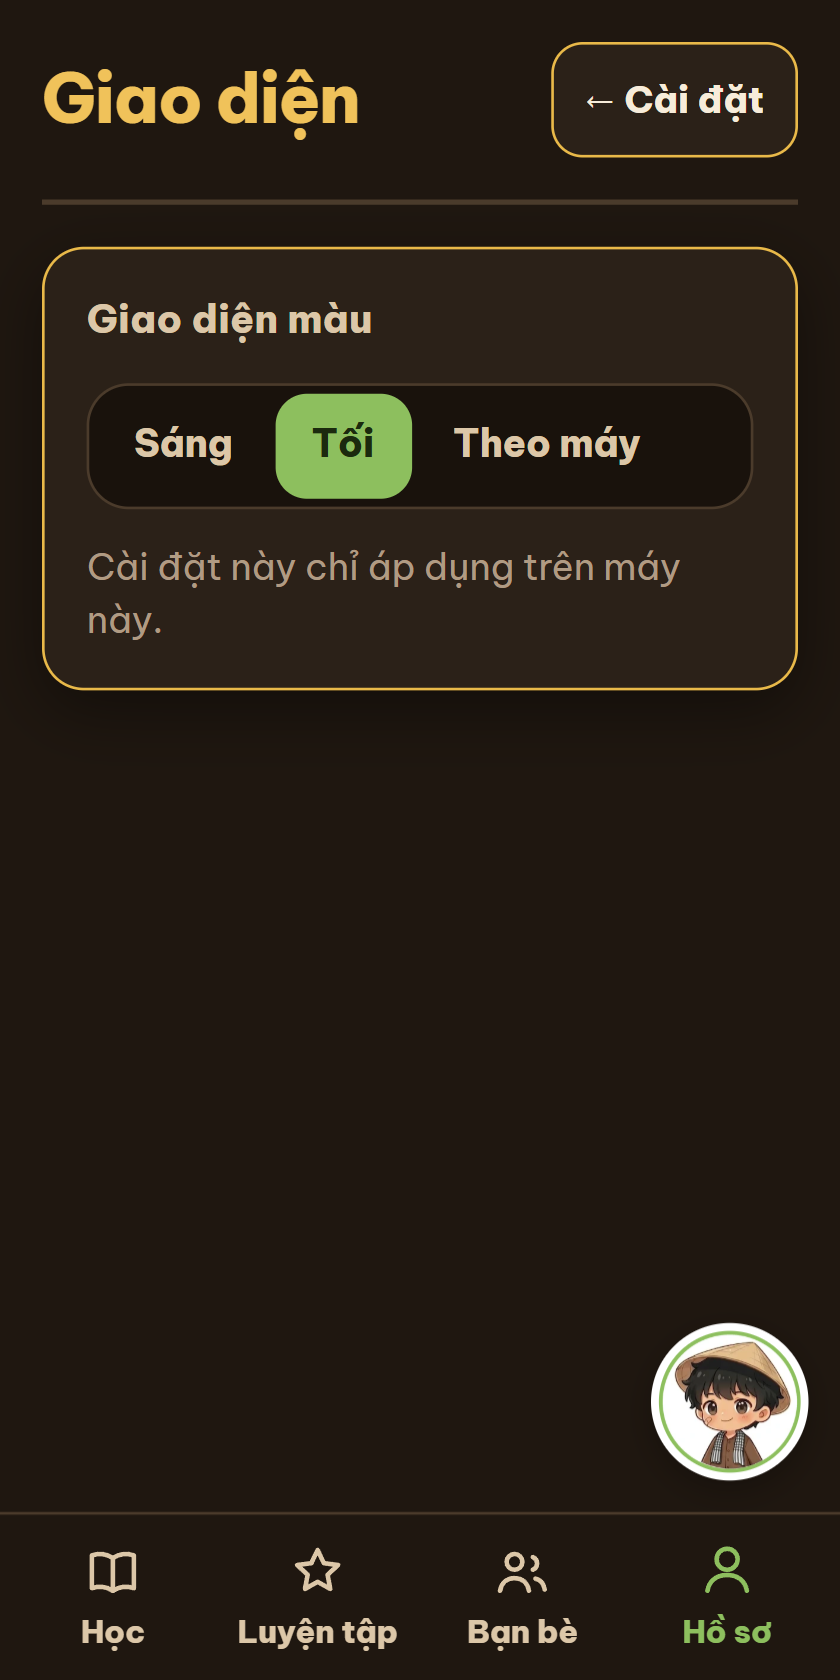 Giao diện
← Cài đặt
Giao diện màu
Sáng
Tối
Theo máy
Cài đặt này chỉ áp dụng trên máy
này.
Học
Luyện tập
Bạn bè
Hồ sơ